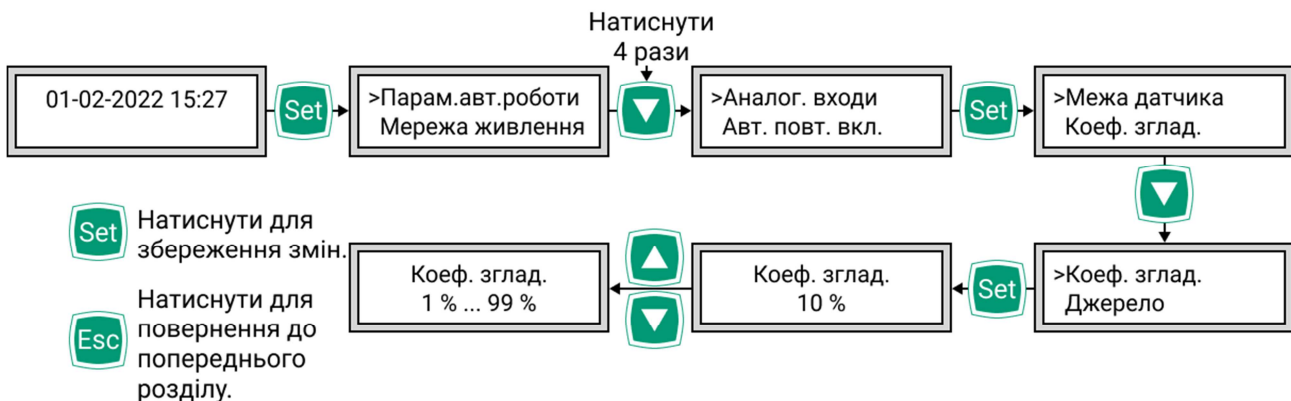 Натиснути
4 рази
01-02-2022 15:27
Set
>Парам.авт.роботи
Мережа живлення
>Аналог. входи
Авт. повт. вкл.
Set
>Межа датчика
Коеф. зглад.
Set
Натиснути для
збереження змін.
Esc
Натиснути для
повернення до
попереднього
розділу.
Коеф. зглад.
1 % ... 99 %
Коеф. зглад.
10 %
Set
>Коеф. зглад.
Джерело